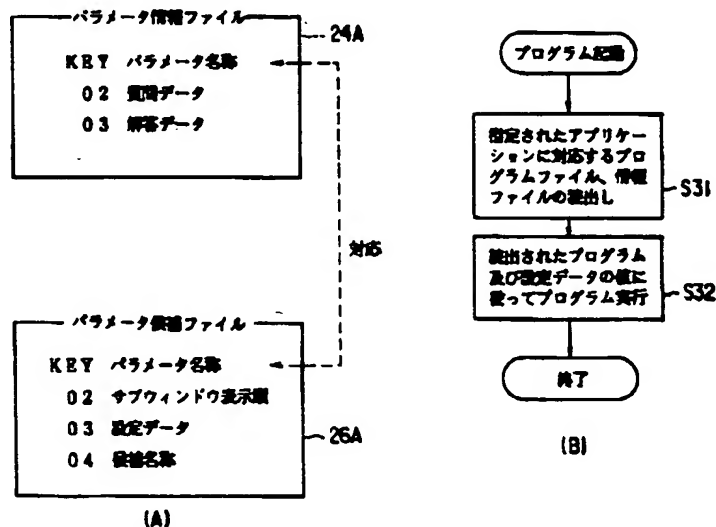 パラメータ情報ファイル
24A
KEY パラメータ名称
02 質問データ
03 解答データ
対応
パラメータ候補ファイル
KEY パラメータ名称
02 サブウィンドウ表示順
03 設定データ
04 候補名称
26A
(A)
プログラム起動
指定されたアプリケー
ションに対応するプロ
グラムファイル、情報
ファイルの読出し
S31
読出されたプログラム
及び設定データの値に
従ってプログラム実行
S32
終了
(B)